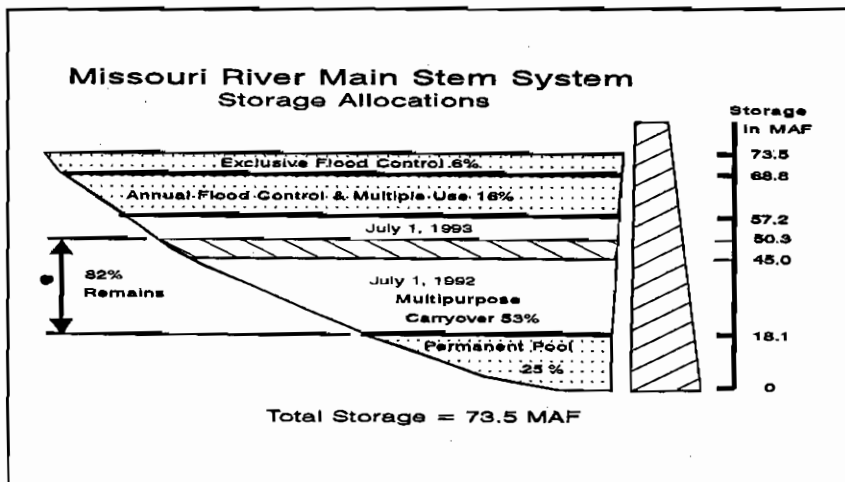 Missouri River Main Stem System
Storage Allocations
Storage
in MAF
Exclusive Flood Control 6%
73.5
68.8
Annual Flood Control & Multiple Use 16%
57.2
July 1, 1993
50.3
45.0
82%
Remains
July 1, 1992
Multipurpose
Carryover 53%
18.1
Permanent Pool
25%
0
Total Storage = 73.5 MAF